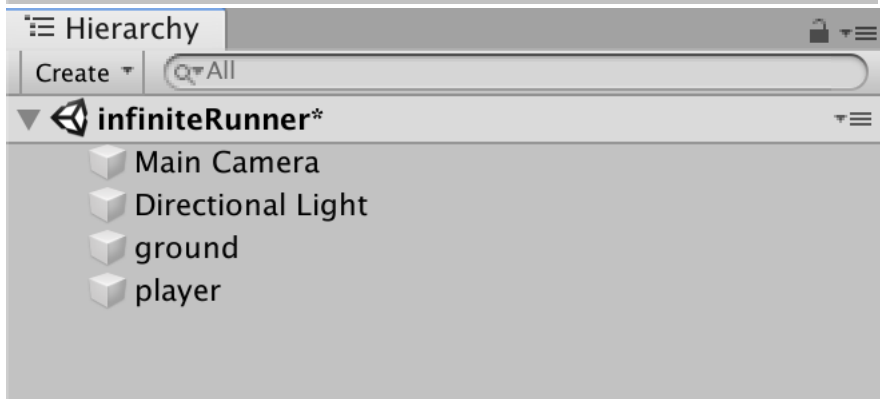 Hierarchy
Create All
infiniteRunner*
Main Camera
Directional Light
ground
player